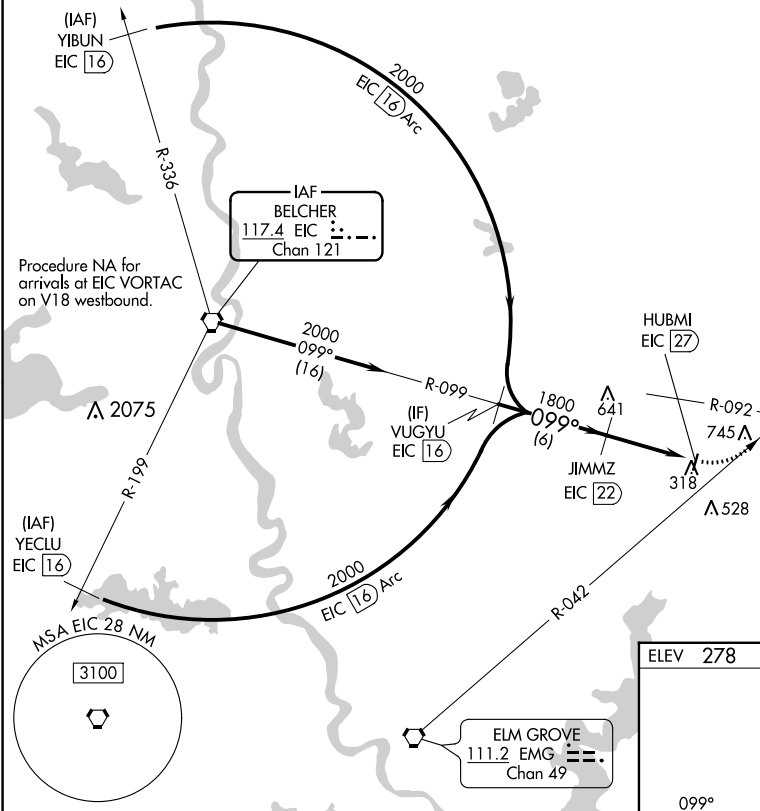 (IAF)
YIBUN
EIC 16
2000
EIC 16 Arc
R-336
IAF
BELCHER
117.4 EIC
Chan 121
Procedure NA for
arrivals at EIC VORTAC
on V18 westbound.
2000
099°
(16)
R-099
HUBMI
EIC 27
2075
(IF)
VUGYU
EIC 16
1800
099°
(6)
641
R-092
745
JIMMZ
EIC 22
318
528
R-199
(IAF)
YECLU
EIC 16
2000
EIC 16 Arc
R-042
MSA EIC 28 NM
3100
ELEV 278
ELM GROVE
111.2 EMG
Chan 49
099°